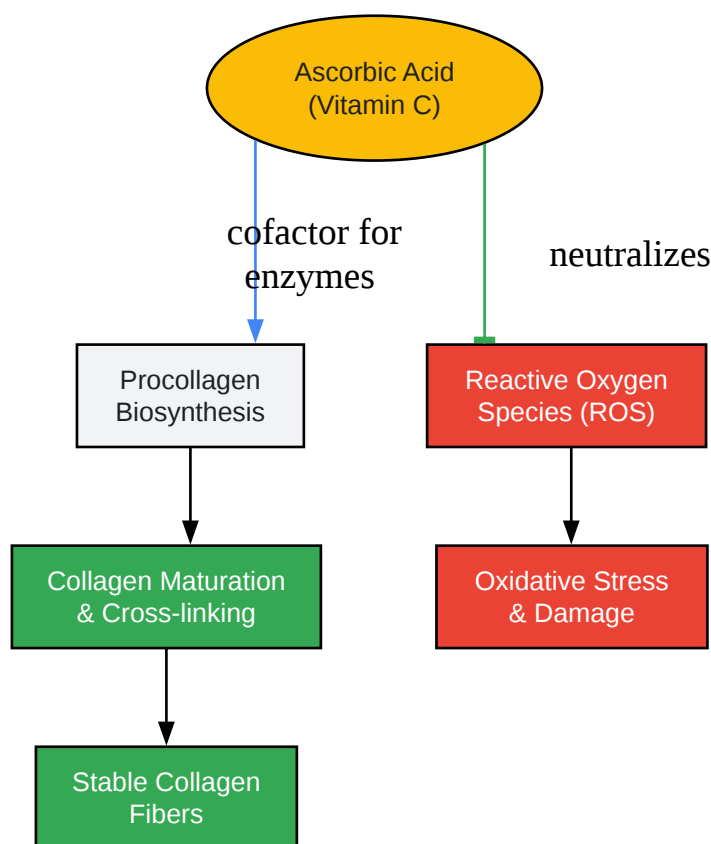 Ascorbic Acid
(Vitamin C)
cofactor for
enzymes
neutralizes
Procollagen
Biosynthesis
Reactive Oxygen
Species (ROS)
Collagen Maturation
& Cross-linking
Oxidative Stress
& Damage
Stable Collagen
Fibers